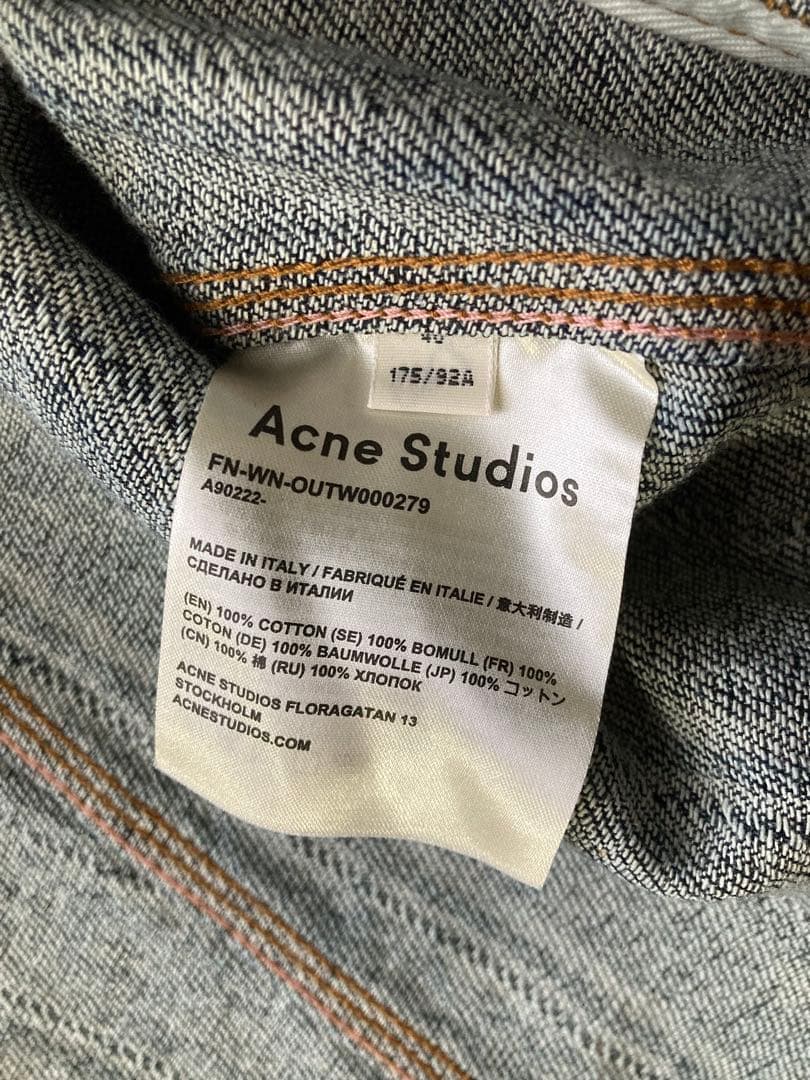 175/92A
Acne Studios
FN-WN-OUTW000279
A90222-
MADE IN ITALY / FABRIQUÉ EN ITALIE / 意大利制造 /
СДЕЛАНО В ИТАЛИИ
(EN) 100% COTTON (SE) 100% BOMULL (FR) 100%
COTON (DE) 100% BAUMWOLLE (JP) 100% コットン
(CN) 100% 棉 (RU) 100% ХЛОПОК
ACNE STUDIOS FLORAGATAN 13
STOCKHOLM
ACNESTUDIOS.COM